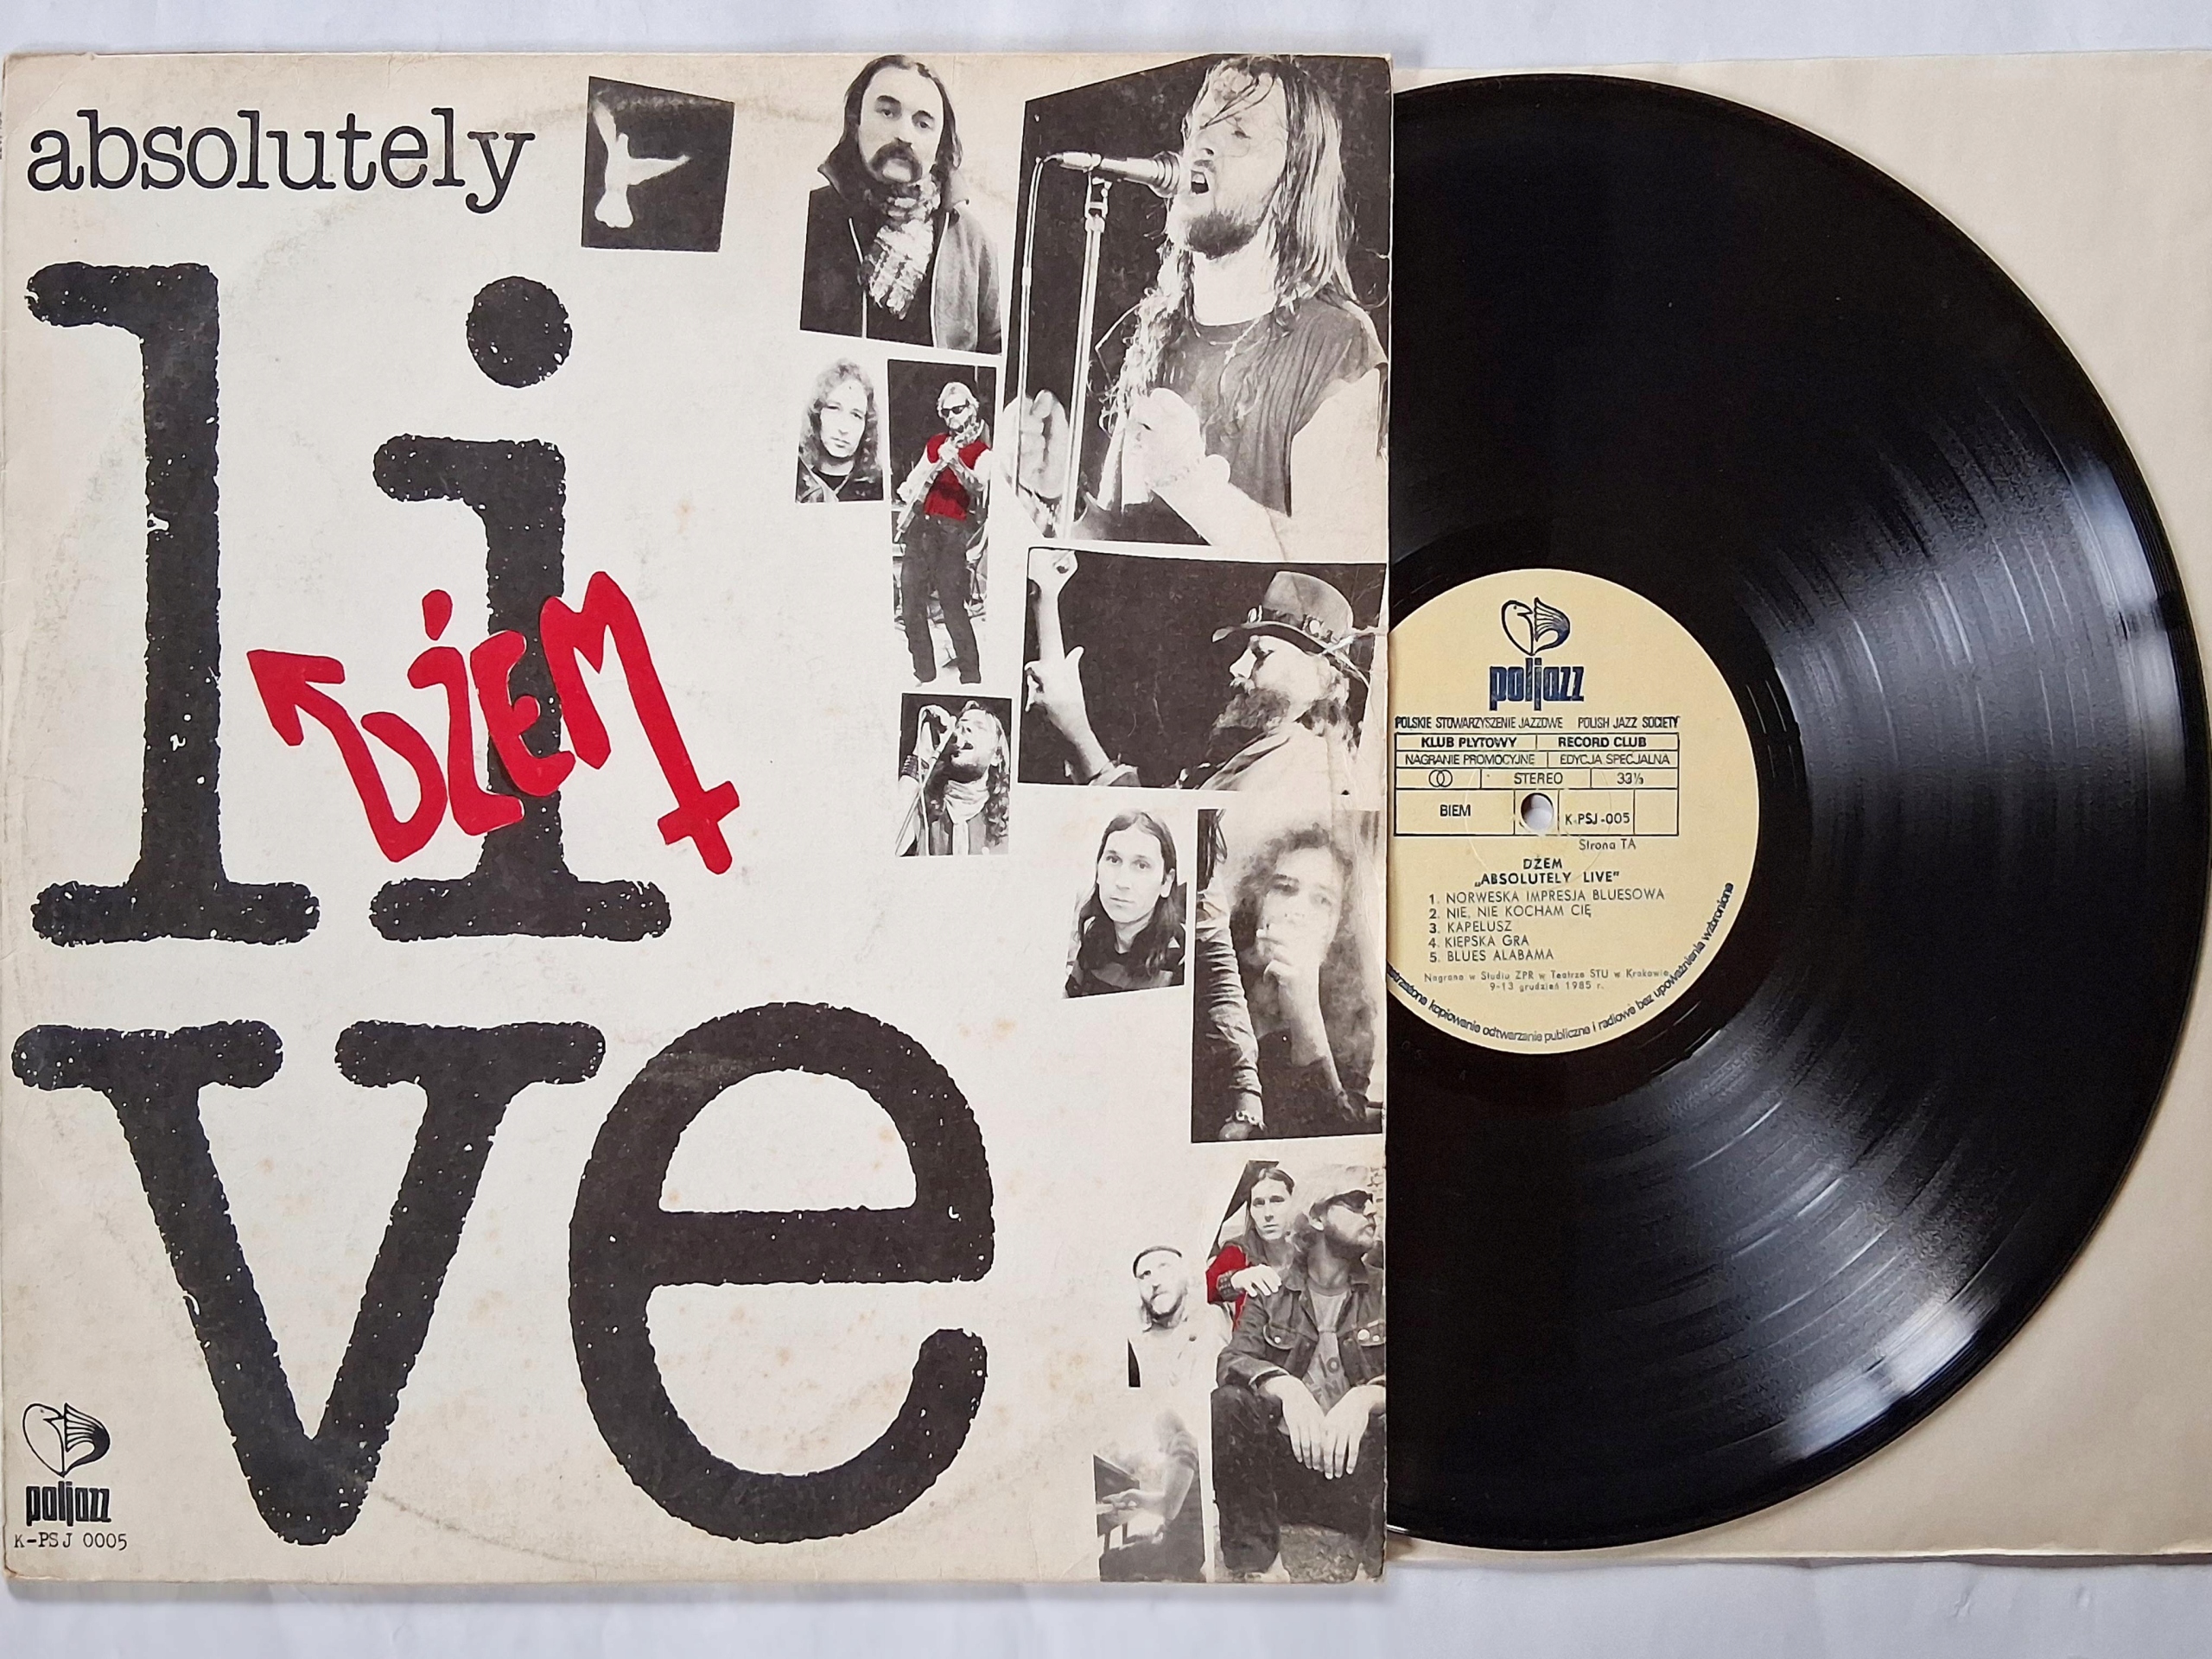 absolutely
li
DŻEM
ve
poljazz
K-PSJ 0005
poljazz
POLSKIE STOWARZYSZENIE JAZZOWE POLISH JAZZ SOCIETY
KLUB PŁYTOWY RECORD CLUB
NAGRANIE PROMOCYJNE EDYCJA SPECJALNA
STEREO 33⅓
BIEM K-PSJ-005
Strona TA
DŻEM
„ABSOLUTELY LIVE"
1. NORWESKA IMPRESJA BLUESOWA
2. NIE, NIE KOCHAM CIĘ
3. KAPELUSZ
4. KIEPSKA GRA
5. BLUES ALABAMA
Nagrano w Studiu ZPR w Teatrze STU w Krakowie
9-13 grudzień 1985 r.
kopiowanie odtwarzanie publiczne i radiowe bez upoważnienia wzbronione